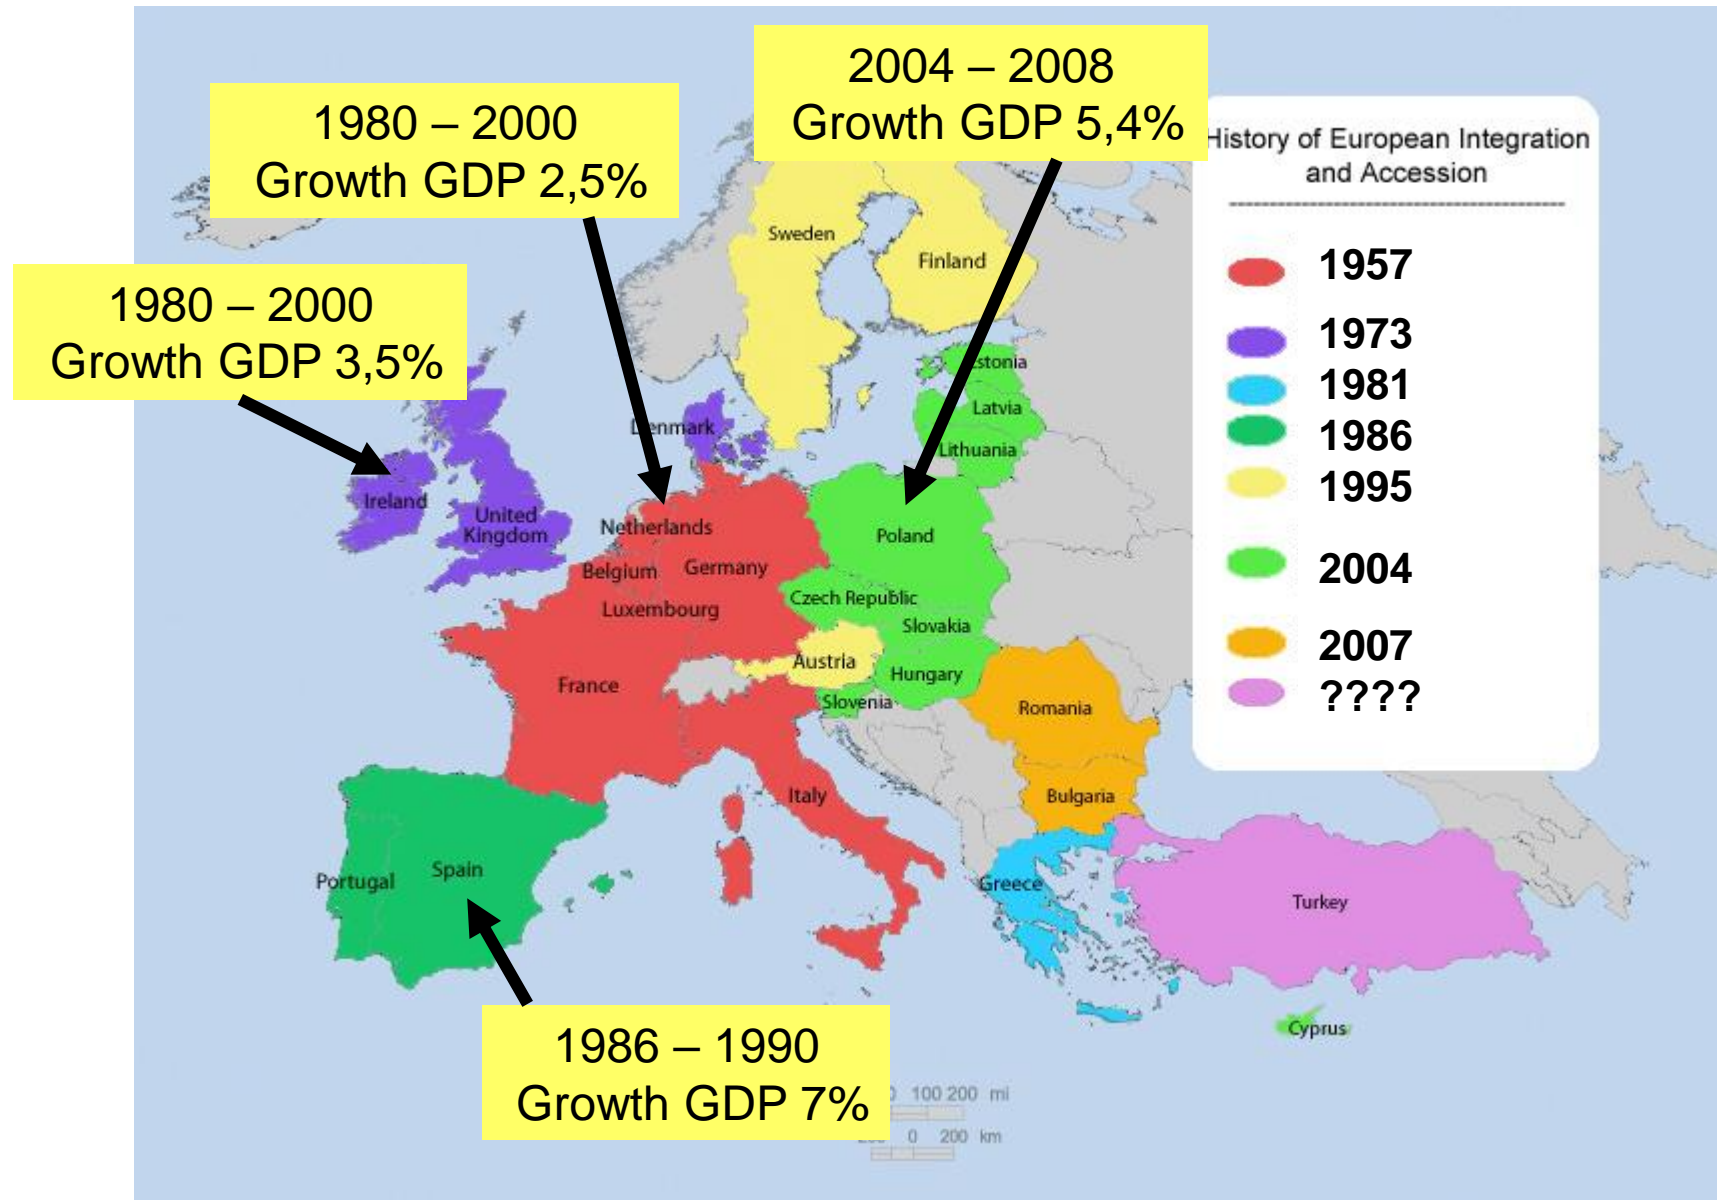 2004 – 2008
Growth GDP 5,4%
1980 – 2000
Growth GDP 2,5%
1980 – 2000
Growth GDP 3,5%
History of European Integration
and Accession
1957
1973
1981
1986
1995
2004
2007
????
Sweden
Finland
Estonia
Latvia
Lithuania
Denmark
Ireland
United
Kingdom
Netherlands
Belgium
Germany
Luxembourg
Poland
Czech Republic
Slovakia
Austria
Hungary
Slovenia
France
Romania
Italy
Bulgaria
Portugal
Spain
Greece
Turkey
Cyprus
1986 – 1990
Growth GDP 7%
100 200 mi
0 200 km